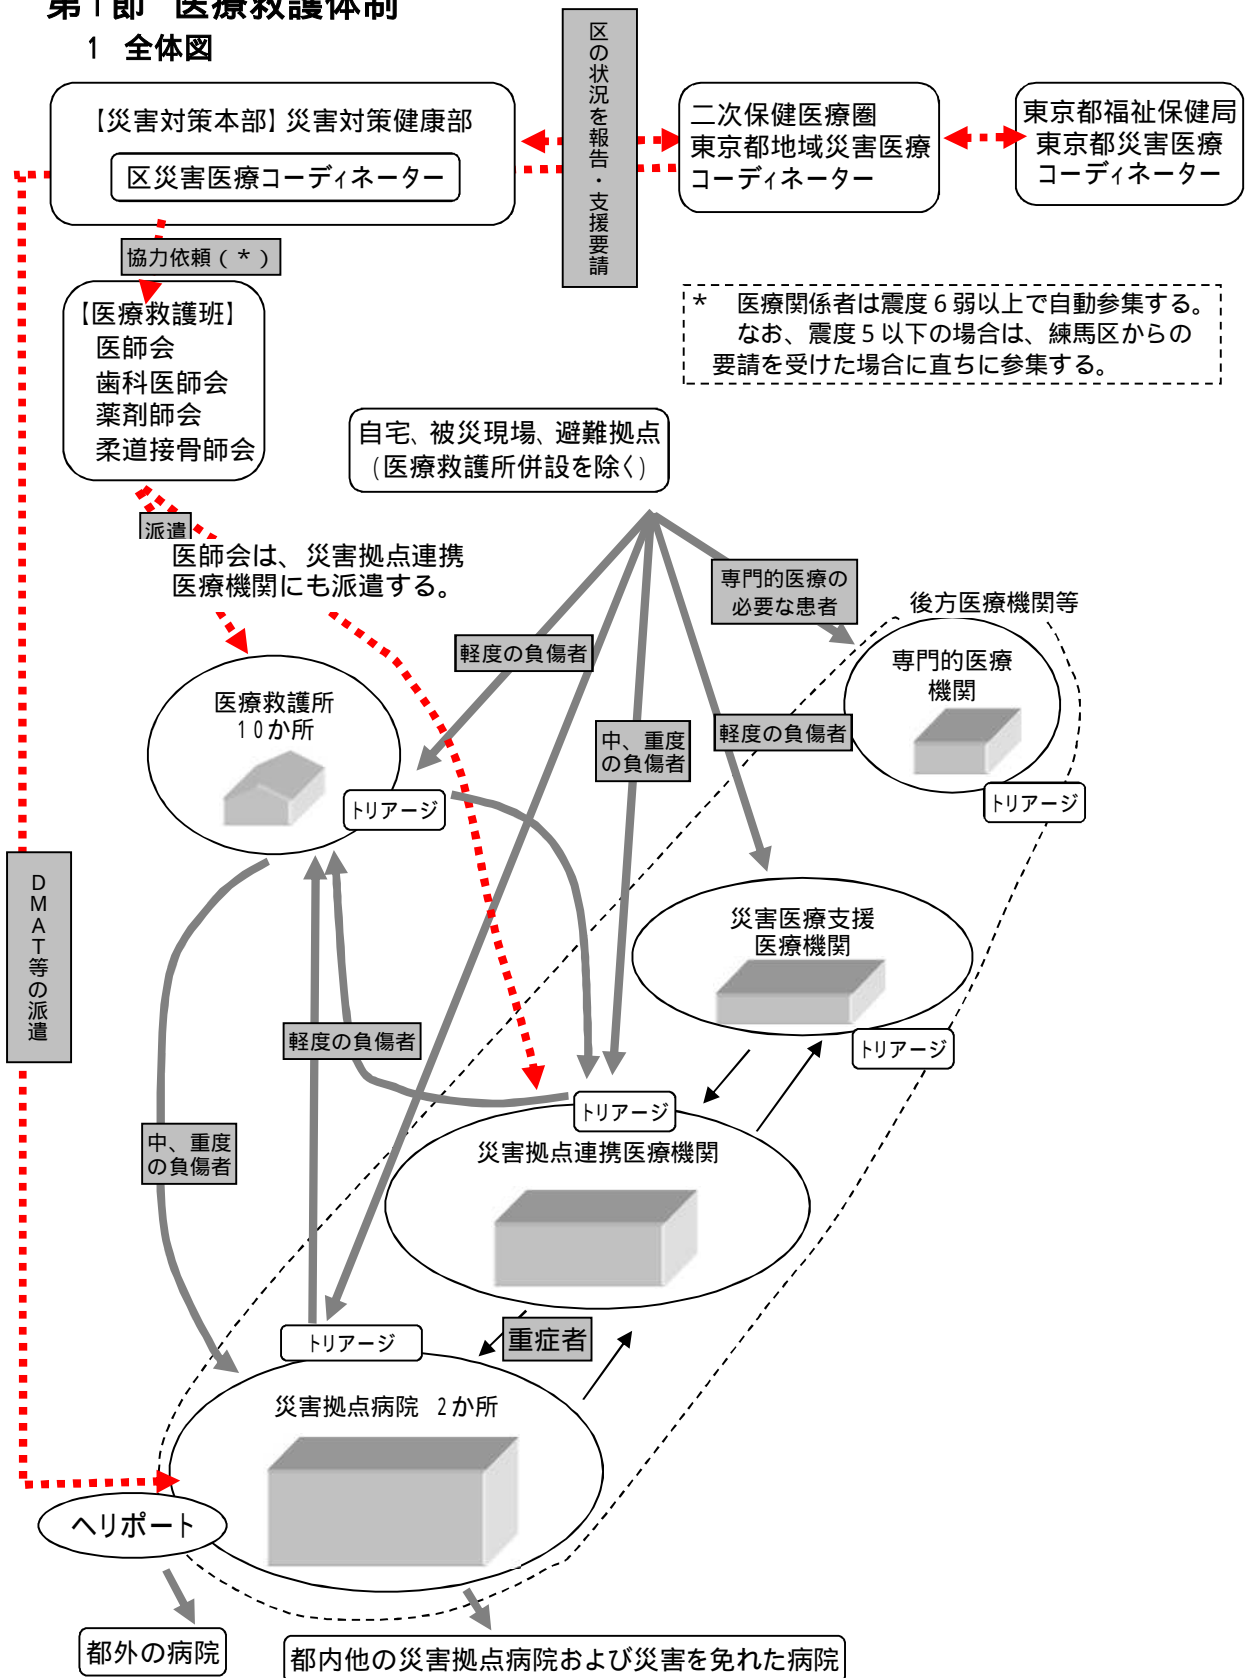 第1節 医療救護体制
1 全体図
区の状況を報告・支援要請
【災害対策本部】災害対策健康部
区災害医療コーディネーター
二次保健医療圏
東京都地域災害医療
コーディネーター
東京都福祉保健局
東京都災害医療
コーディネーター
協力依頼（＊）
【医療救護班】
医師会
歯科医師会
薬剤師会
柔道接骨師会
＊ 医療関係者は震度６弱以上で自動参集する。
なお、震度５以下の場合は、練馬区からの
要請を受けた場合に直ちに参集する。
自宅、被災現場、避難拠点
（医療救護所併設を除く）
派遣
医師会は、災害拠点連携
医療機関にも派遣する。
専門的医療の
必要な患者
後方医療機関等
軽度の負傷者
専門的医療
機関
医療救護所
10か所
中、重度
の負傷者
軽度の負傷者
トリアージ
トリアージ
DMAT等の派遣
災害医療支援
医療機関
軽度の負傷者
トリアージ
トリアージ
中、重度
の負傷者
災害拠点連携医療機関
トリアージ
重症者
災害拠点病院 2か所
ヘリポート
都外の病院
都内他の災害拠点病院および災害を免れた病院